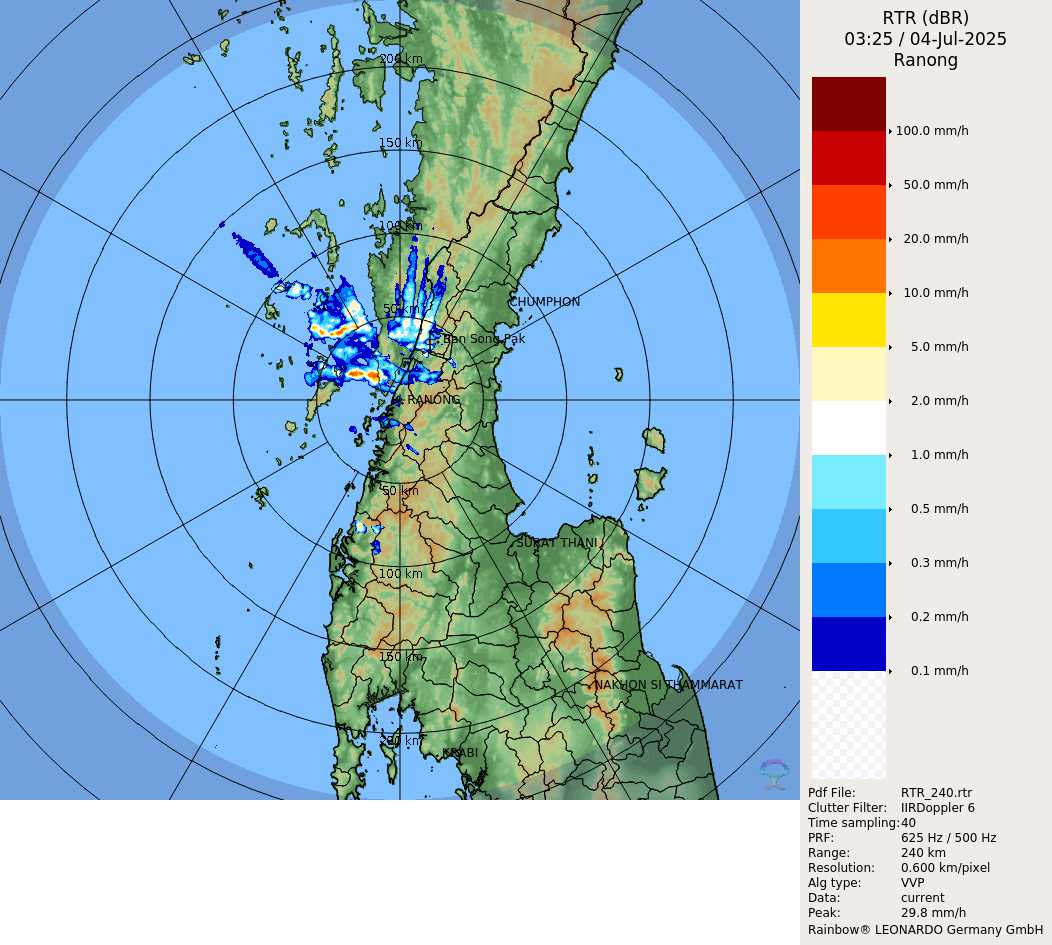 RTR (dBR)
03:25 / 04-Jul-2025
Ranong
100.0 mm/h
50.0 mm/h
20.0 mm/h
10.0 mm/h
5.0 mm/h
2.0 mm/h
1.0 mm/h
0.5 mm/h
0.3 mm/h
0.2 mm/h
0.1 mm/h
200 km
150 km
100 km
50 km
CHUMPHON
Ban Song Pak
RANONG
50 km
SURAT THANI
100 km
150 km
NAKHON SI THAMMARAT
200 km
KRABI
Pdf File: RTR_240.rtr
Clutter Filter: IIRDoppler 6
Time sampling: 40
PRF: 625 Hz / 500 Hz
Range: 240 km
Resolution: 0.600 km/pixel
Alg type: VVP
Data: current
Peak: 29.8 mm/h
Rainbow® LEONARDO Germany GmbH